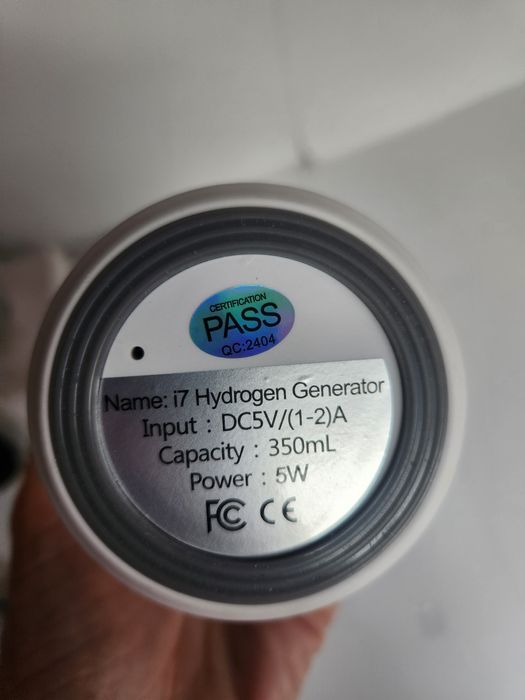 CERTIFICATION
PASS
QC:2404
Name: i7 Hydrogen Generator
Input : DC5V/(1-2)A
Capacity : 350mL
Power : 5W
FC CE